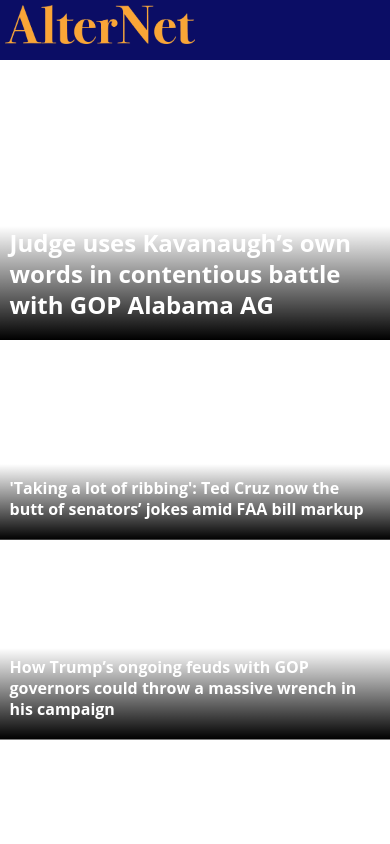 AlterNet
Judge uses Kavanaugh’s own
words in contentious battle
with GOP Alabama AG
'Taking a lot of ribbing': Ted Cruz now the
butt of senators’ jokes amid FAA bill markup
How Trump’s ongoing feuds with GOP
governors could throw a massive wrench in
his campaign